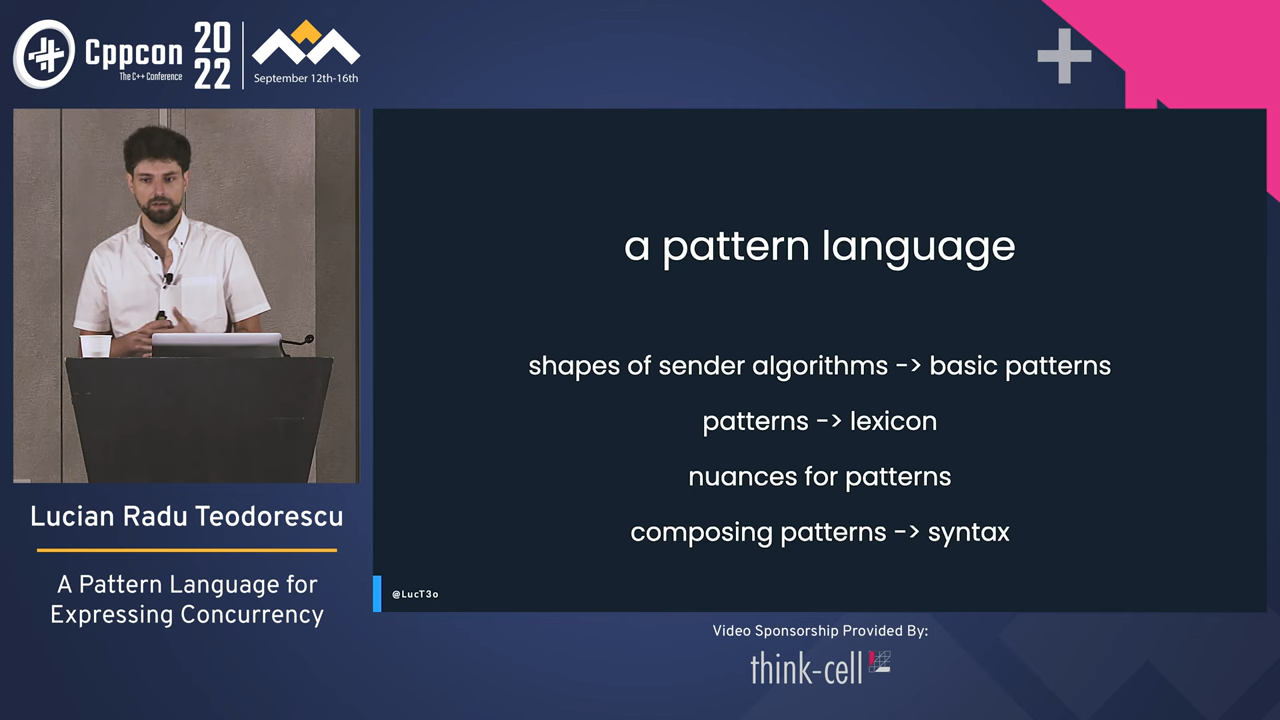 Cppcon
The C++ Conference
20
22
September 12th-16th
a pattern language
shapes of sender algorithms -> basic patterns
patterns -> lexicon
nuances for patterns
composing patterns -> syntax
@LucT3o
Lucian Radu Teodorescu
A Pattern Language for
Expressing Concurrency
Video Sponsorship Provided By:
think-cell